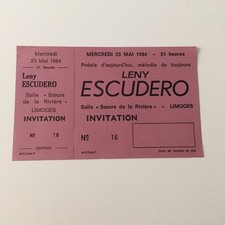 Mercredi
23 Mai 1984
21 heures
Leny
ESCUDERO
Salle « Sœurs
de la Rivière » -
LIMOGES
INVITATION
Nº 16
MERCREDI 23 MAI 1984 - 21 heures
Poésie d'aujourd'hui, mélodie de toujours
LENY
ESCUDERO
Salle « Sœurs de la Rivière » - LIMOGES
INVITATION
Nº 16